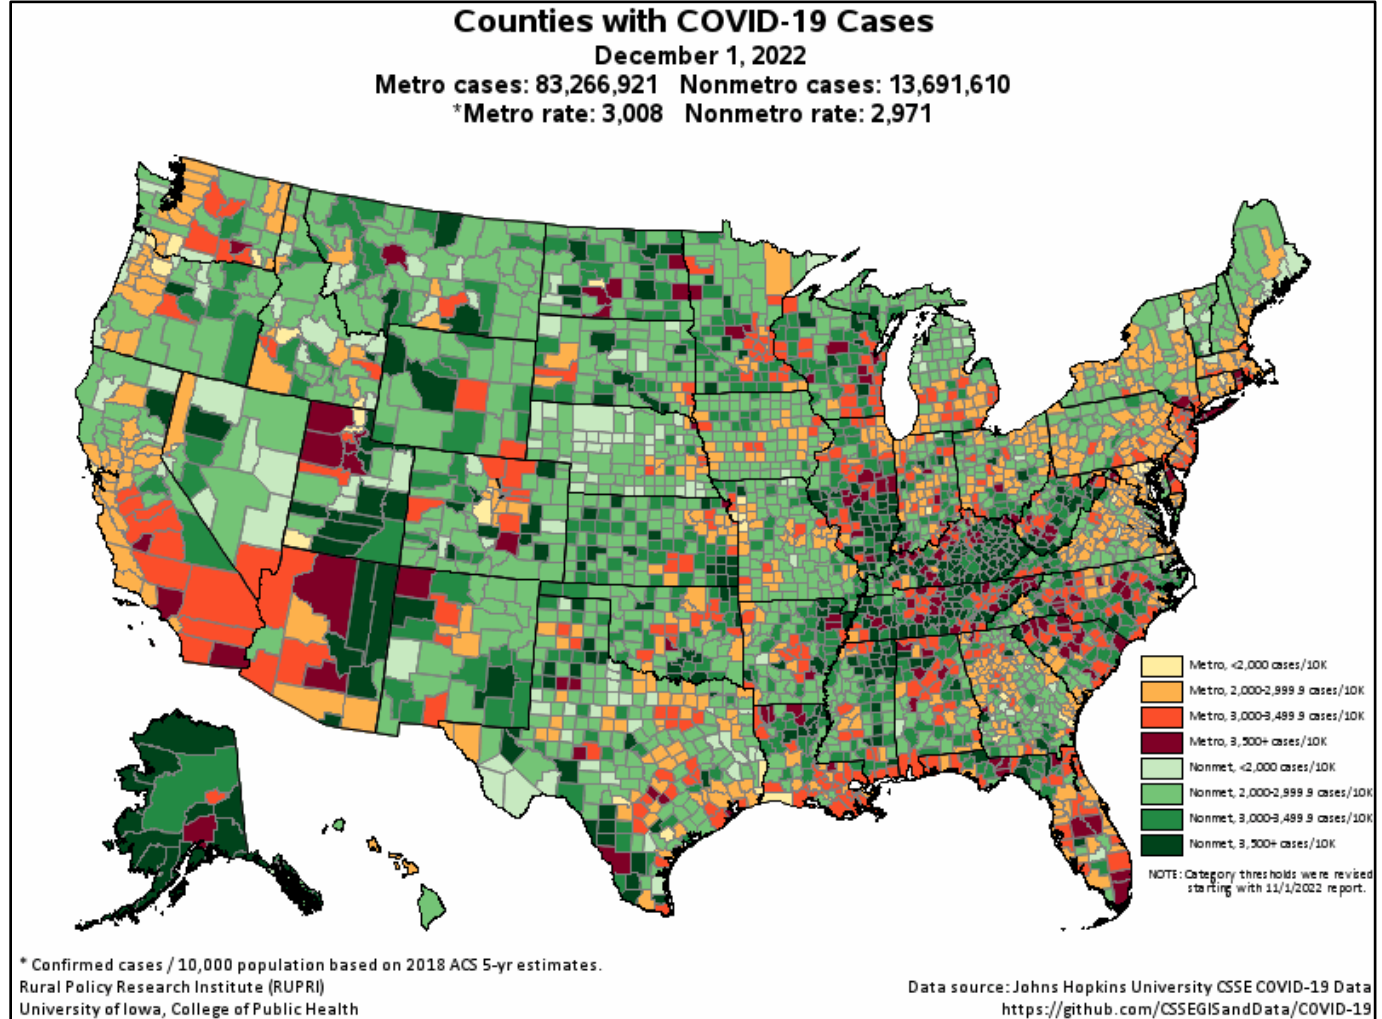 Counties with COVID-19 Cases
December 1, 2022
Metro cases: 83,266,921 Nonmetro cases: 13,691,610
*Metro rate: 3,008 Nonmetro rate: 2,971
Metro, <2,000 cases/10K
Metro, 2,000-2,999.9 cases/10K
Metro, 3,000-3,499.9 cases/10K
Metro, 3,500+ cases/10K
Nonmet, <2,000 cases/10K
Nonmet, 2,000-2,999.9 cases/10K
Nonmet, 3,000-3,499.9 cases/10K
Nonmet, 3,500+ cases/10K
NOTE: Category thresholds were revised
starting with 11/1/2022 report.
* Confirmed cases / 10,000 population based on 2018 ACS 5-yr estimates.
Rural Policy Research Institute (RUPRI)
University of Iowa, College of Public Health
Data source: Johns Hopkins University CSSE COVID-19 Data
https://github.com/CSSEGISandData/COVID-19